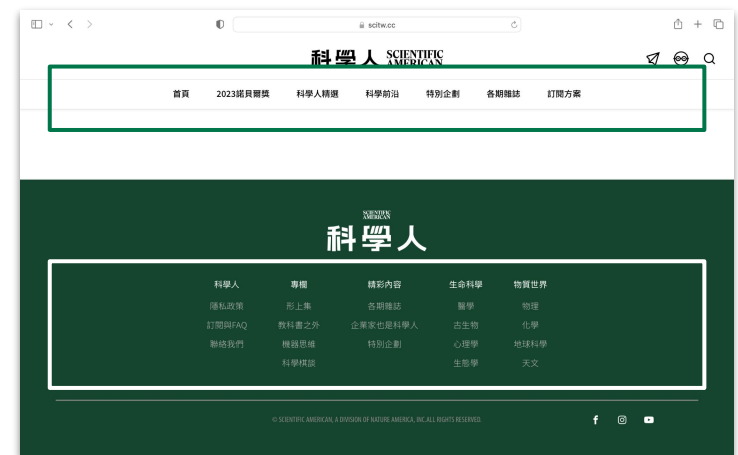 scitw.cc
科學人 SCIENTIFIC AMERICAN
首頁 2023諾貝爾獎 科學人精選 科學前沿 特別企劃 各期雜誌 訂閱方案
SCIENTIFIC AMERICAN
科學人
科學人 專欄 精彩內容 生命科學 物質世界
隱私政策 形上集 各期雜誌 醫學 物理
訂閱與FAQ 教科書之外 企業家也是科學人 古生物 化學
聯絡我們 機器思維 特別企劃 心理學 地球科學
科學棋談 生態學 天文
© SCIENTIFIC AMERICAN, A DIVISION OF NATURE AMERICA, INC.ALL RIGHTS RESERVED.